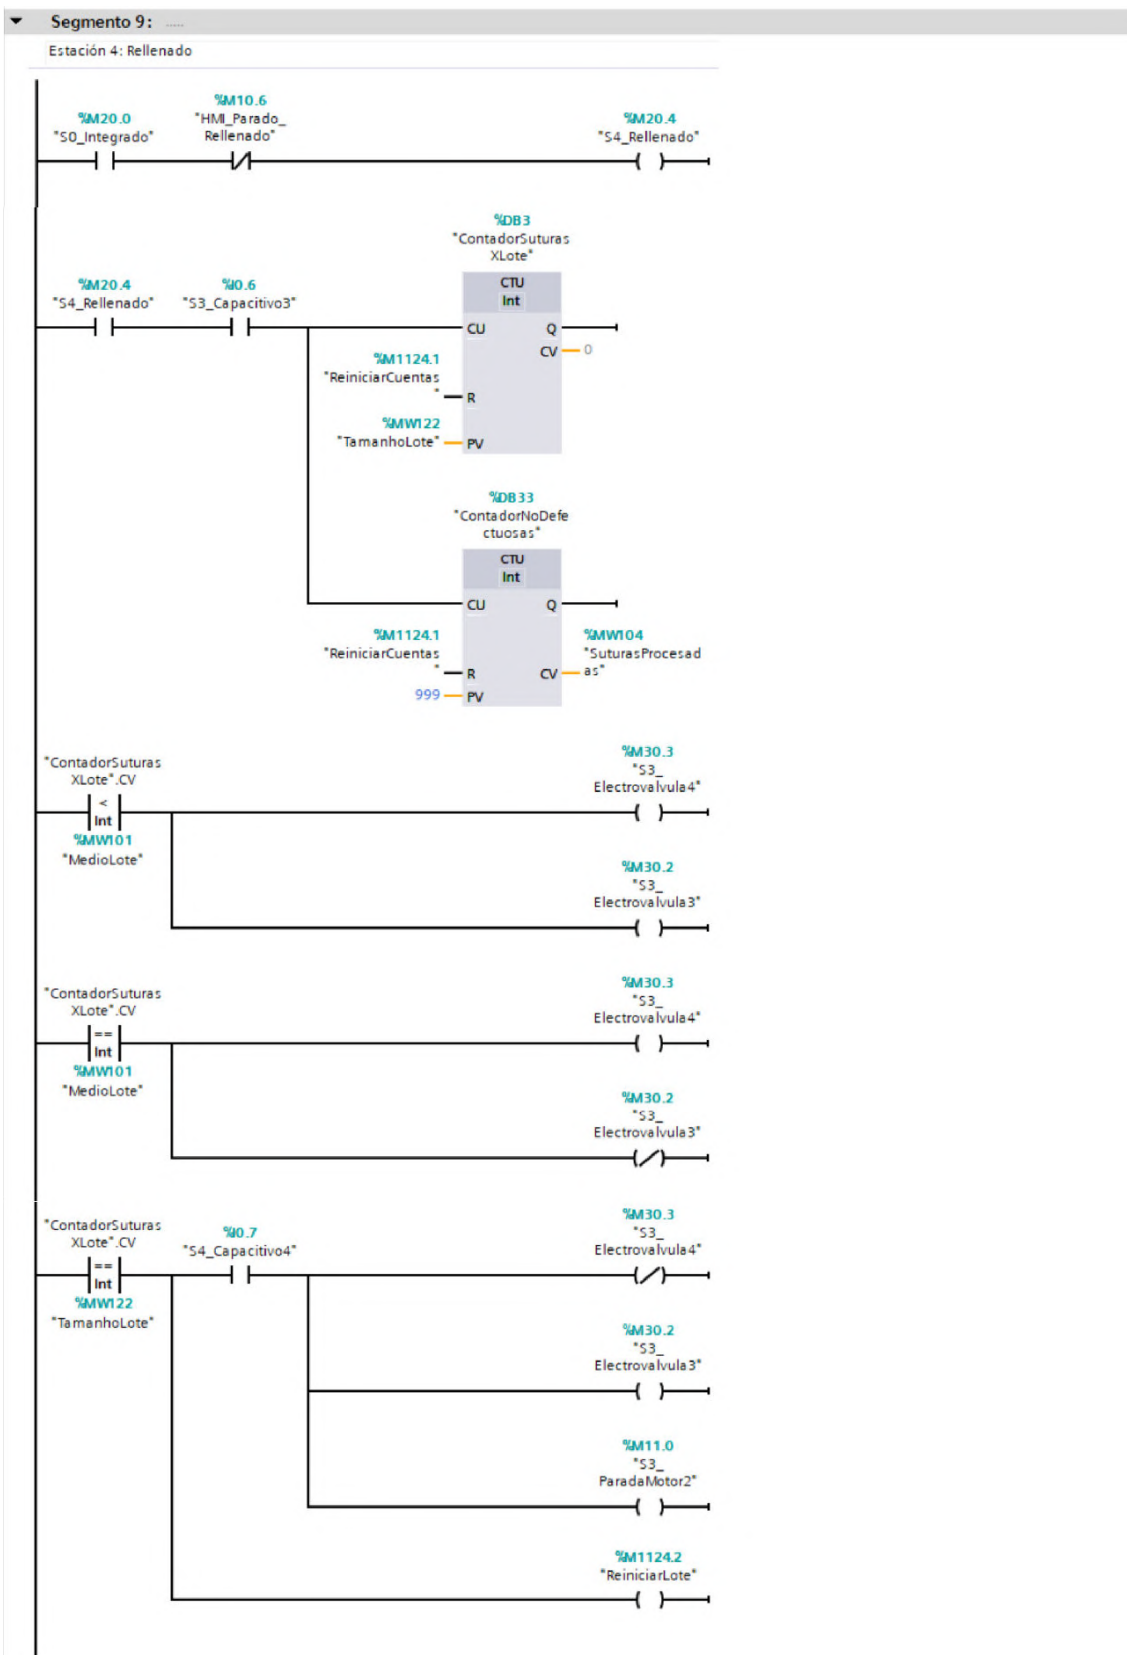 Segmento 9: .....
Estación 4: Rellenado
%M20.0
"S0_Integrado"
%M10.6
"HMI_Parado_
Rellenado"
%M20.4
"S4_Rellenado"
%M20.4
"S4_Rellenado"
%I0.6
"S3_Capacitivo3"
%DB3
"ContadorSuturas
XLote"
CTU
Int
CU
Q
CV
0
%M1124.1
"ReiniciarCuentas
"
R
%MW122
"TamanhoLote"
PV
%DB33
"ContadorNoDefe
ctuosas"
CTU
Int
CU
Q
%M1124.1
"ReiniciarCuentas
"
R
999
PV
CV
%MW104
"SuturasProcesad
as"
"ContadorSuturas
XLote".CV
<
Int
%MW101
"MedioLote"
%M30.3
"S3_
Electrovalvula4"
%M30.2
"S3_
Electrovalvula3"
"ContadorSuturas
XLote".CV
==
Int
%MW101
"MedioLote"
%M30.3
"S3_
Electrovalvula4"
%M30.2
"S3_
Electrovalvula3"
"ContadorSuturas
XLote".CV
==
Int
%MW122
"TamanhoLote"
%I0.7
"S4_Capacitivo4"
%M30.3
"S3_
Electrovalvula4"
%M30.2
"S3_
Electrovalvula3"
%M11.0
"S3_
ParadaMotor2"
%M1124.2
"ReiniciarLote"